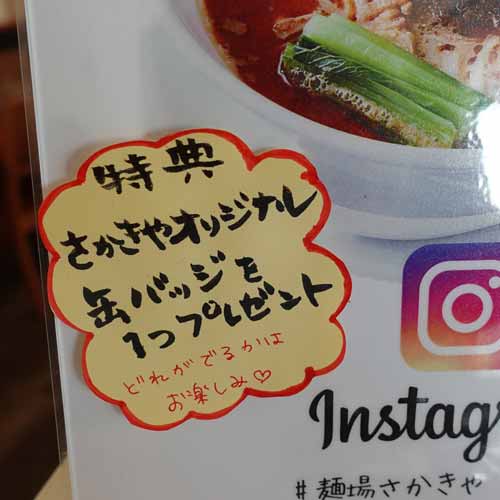 特典
さかきやオリジナル
缶バッジを
1つプレゼント
どれがでるかは
お楽しみ♡
Instag
#麺場さかきや